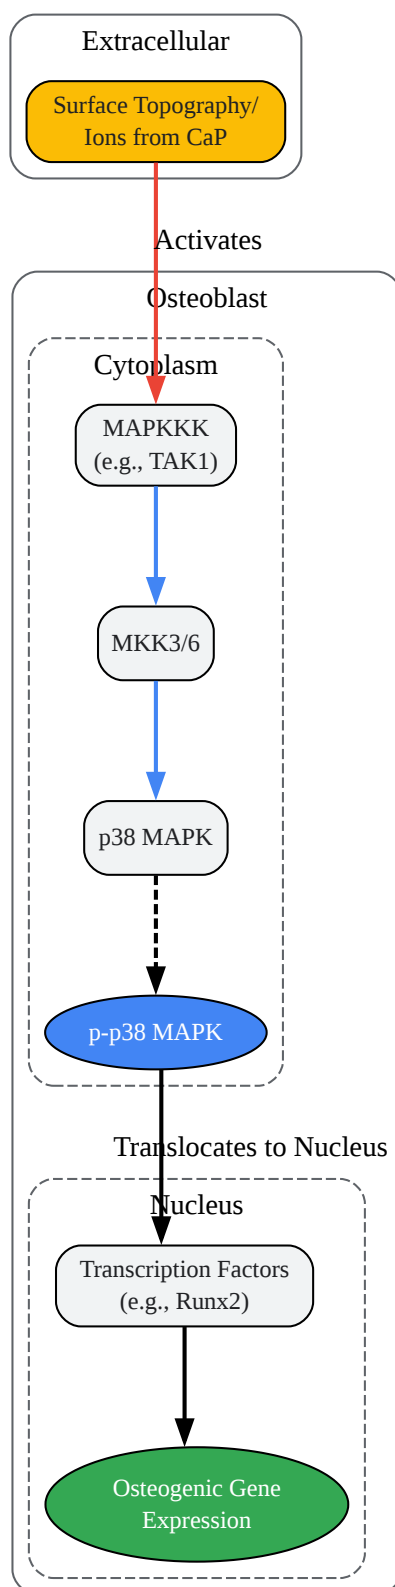 Extracellular
Surface Topography/
Ions from CaP
Activates
Osteoblast
Cytoplasm
MAPKKK
(e.g., TAK1)
MKK3/6
p38 MAPK
p-p38 MAPK
Translocates to Nucleus
Nucleus
Transcription Factors
(e.g., Runx2)
Osteogenic Gene
Expression